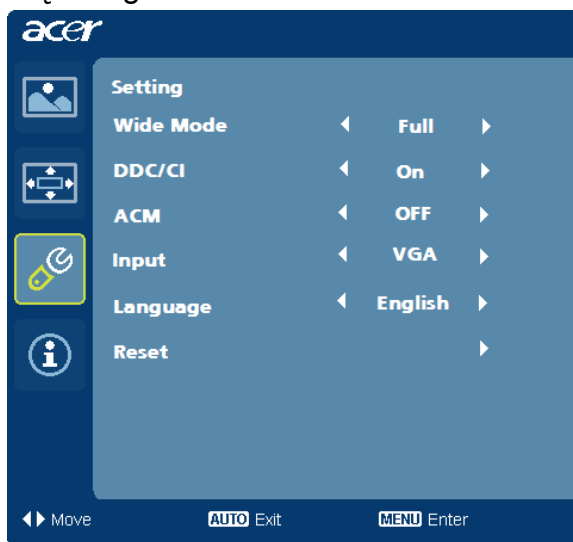 acer
Setting
Wide Mode Full
DDC/CI On
ACM OFF
Input VGA
Language English
Reset
Move AUTO Exit MENU Enter